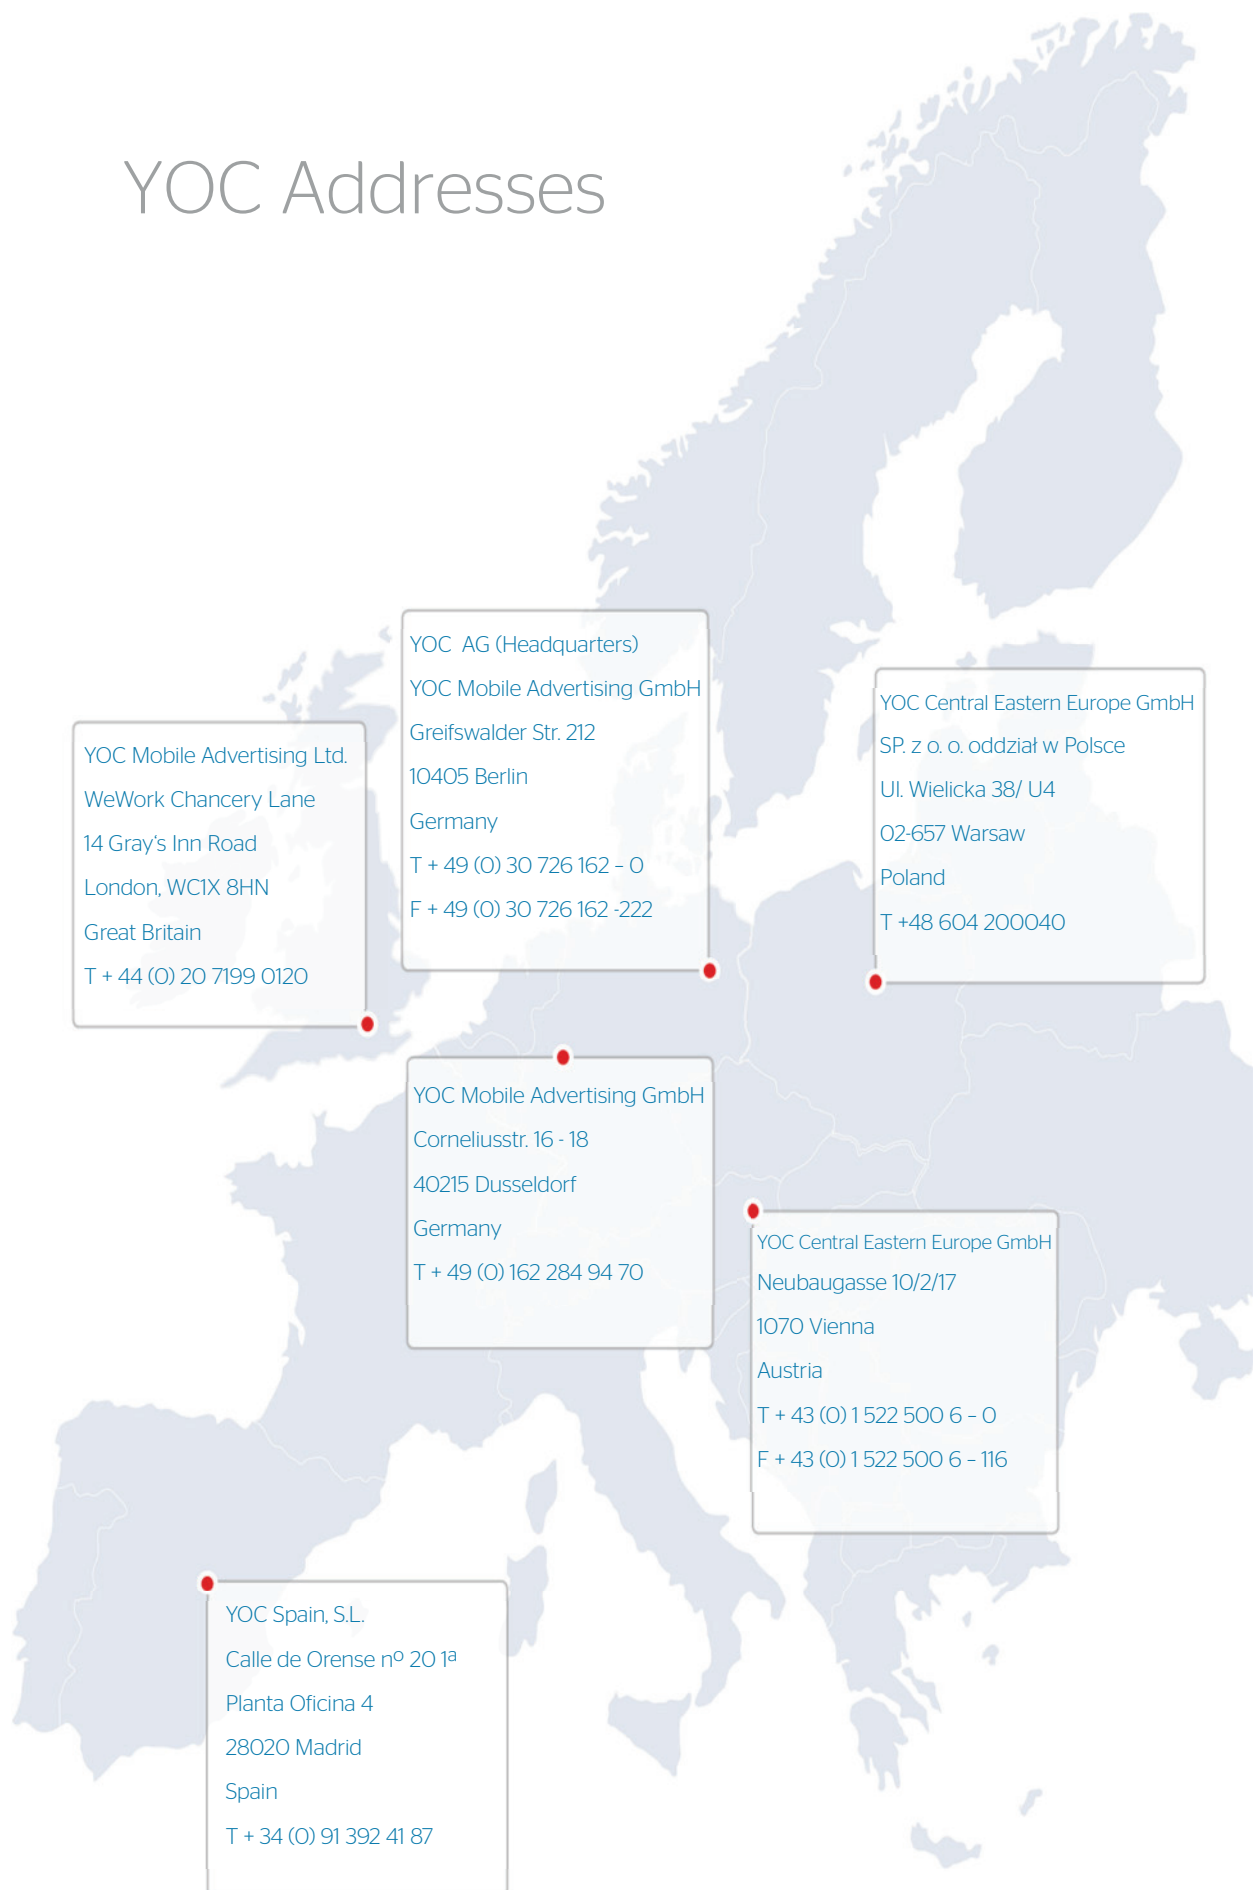 YOC Addresses
YOC AG (Headquarters)
YOC Mobile Advertising GmbH
Greifswalder Str. 212
10405 Berlin
Germany
T + 49 (0) 30 726 162 – 0
F + 49 (0) 30 726 162 -222
YOC Central Eastern Europe GmbH
SP. z o. o. oddział w Polsce
Ul. Wielicka 38/ U4
02-657 Warsaw
Poland
T +48 604 200040
YOC Mobile Advertising Ltd.
WeWork Chancery Lane
14 Gray‘s Inn Road
London, WC1X 8HN
Great Britain
T + 44 (0) 20 7199 0120
YOC Mobile Advertising GmbH
Corneliusstr. 16 - 18
40215 Dusseldorf
Germany
T + 49 (0) 162 284 94 70
YOC Central Eastern Europe GmbH
Neubaugasse 10/2/17
1070 Vienna
Austria
T + 43 (0) 1 522 500 6 – 0
F + 43 (0) 1 522 500 6 – 116
YOC Spain, S.L.
Calle de Orense nº 20 1ª
Planta Oficina 4
28020 Madrid
Spain
T + 34 (0) 91 392 41 87